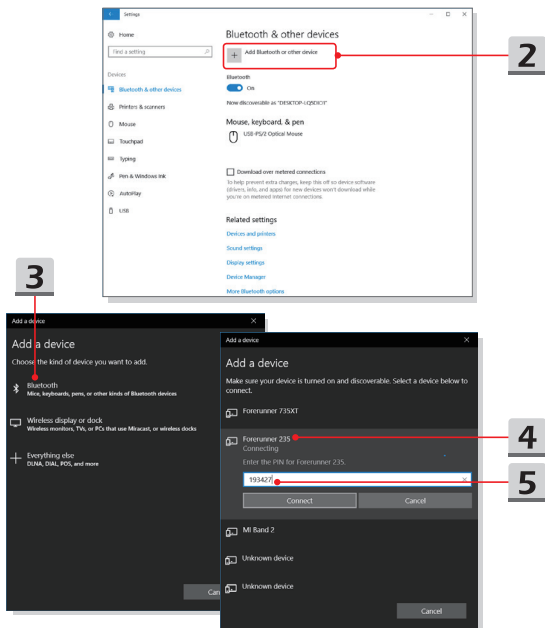 Settings
Home
Find a setting
Devices
Bluetooth & other devices
Printers & scanners
Mouse
Touchpad
Typing
Pen & Windows Ink
AutoPlay
USB
Bluetooth & other devices
Add Bluetooth or other device
2
Bluetooth
On
Now discoverable as "DESKTOP-LQ5DICI"
Mouse, keyboard, & pen
USB-PS/2 Optical Mouse
Download over metered connections
To help prevent extra charges, keep this off so device software
(drivers, info, and apps) for new devices won't download while
you're on metered internet connections.
Related settings
Devices and printers
Sound settings
Display settings
Device Manager
More Bluetooth options
3
Add a device
Add a device
Choose the kind of device you want to add.
Bluetooth
Mice, keyboards, pens, or other kinds of Bluetooth devices
Wireless display or dock
Wireless monitors, TVs, or PCs that use Miracast, or wireless docks
Everything else
DLNA, DIAL, POS, and more
Can
Add a device
Add a device
Make sure your device is turned on and discoverable. Select a device below to
connect.
Forerunner 735XT
Forerunner 235
4
Connecting
Enter the PIN for Forerunner 235.
193427
5
Connect
Cancel
MI Band 2
Unknown device
Unknown device
Cancel